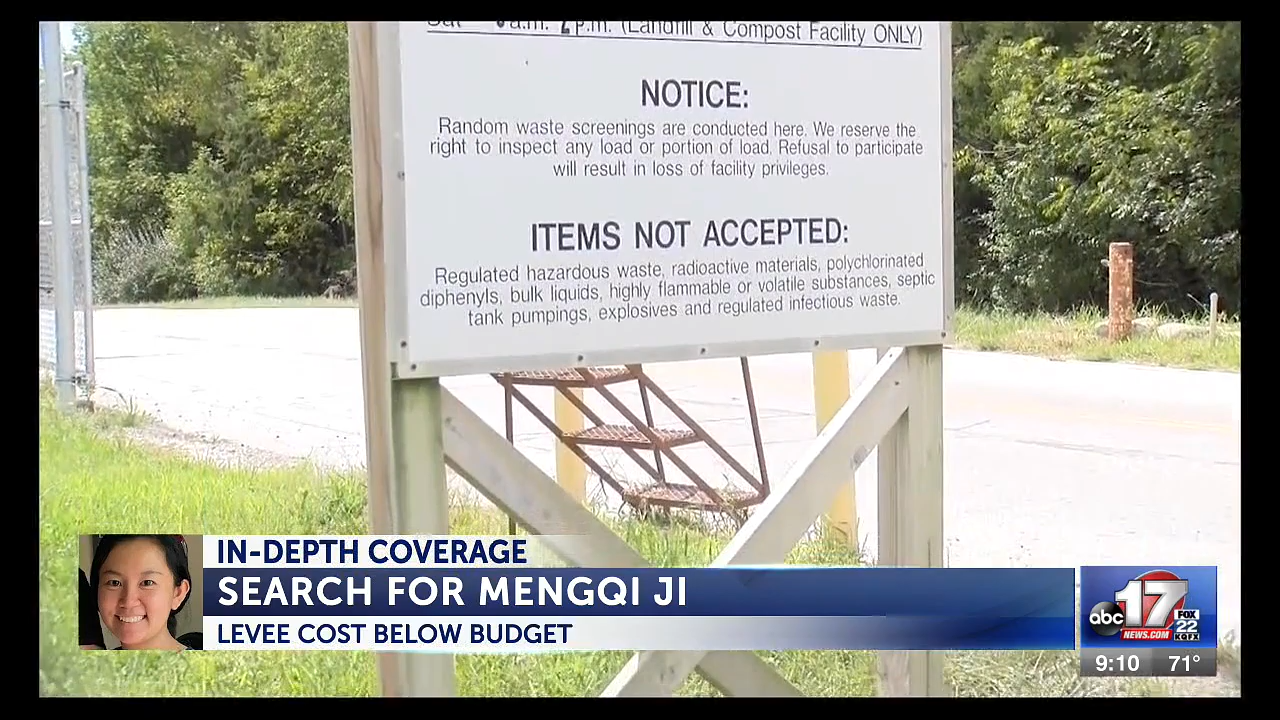 Sat 8a.m. 2p.m. (Landfill & Compost Facility ONLY)
NOTICE:
Random waste screenings are conducted here. We reserve the
right to inspect any load or portion of load. Refusal to participate
will result in loss of facility privileges.
ITEMS NOT ACCEPTED:
Regulated hazardous waste, radioactive materials, polychlorinated
diphenyls, bulk liquids, highly flammable or volatile substances, septic
tank pumpings, explosives and regulated infectious waste.
IN-DEPTH COVERAGE
SEARCH FOR MENGQI JI
LEVEE COST BELOW BUDGET
abc 17
NEWS.COM
FOX
22
KQFX
9:10 71°